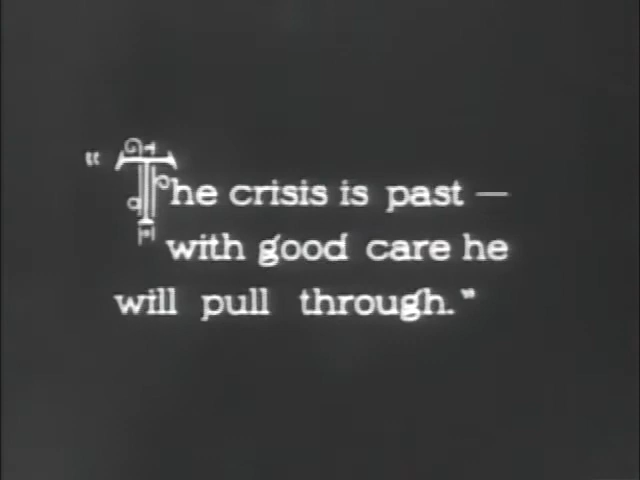 "The crisis is past —
with good care he
will pull through."